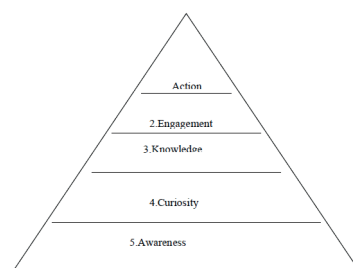 Action
2.Engagement
3.Knowledge
4.Curiosity
5.Awareness